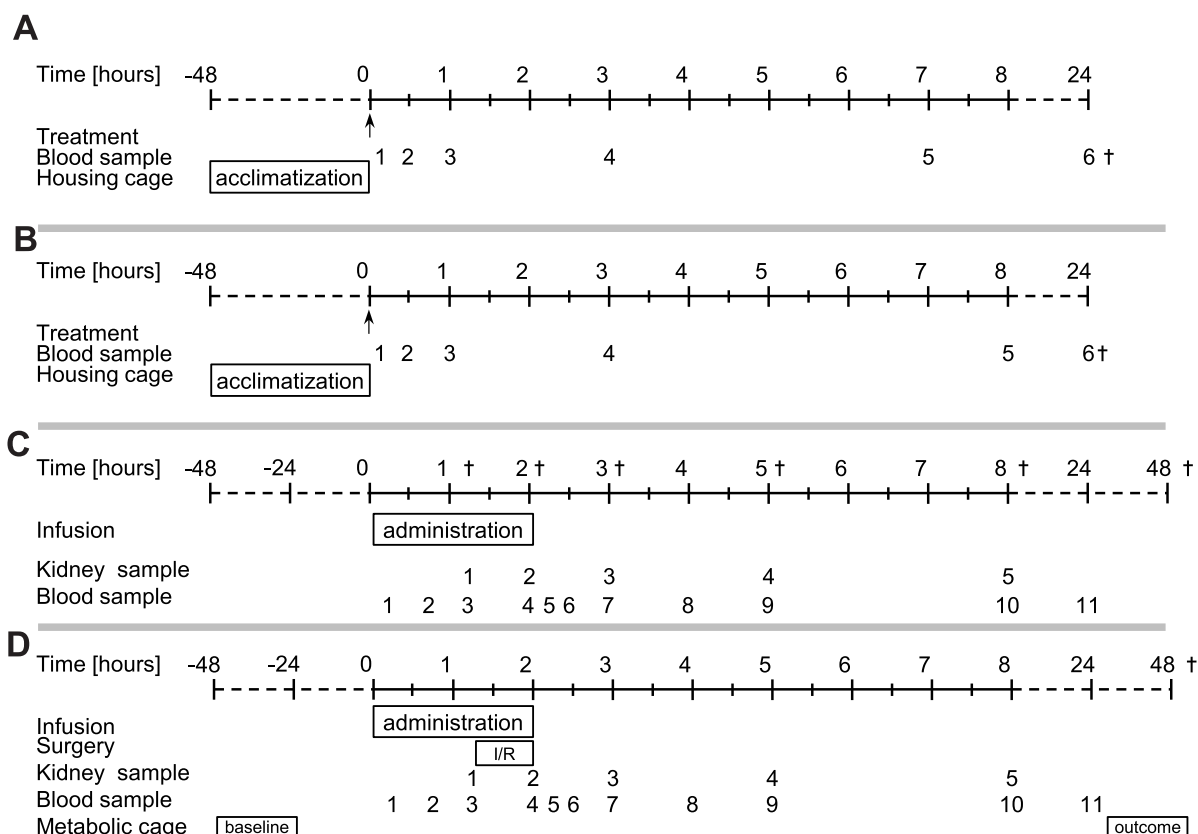 A
Time [hours] -48 0 1 2 3 4 5 6 7 8 24
Treatment
Blood sample 1 2 3 4 5 6 †
Housing cage acclimatization
B
Time [hours] -48 0 1 2 3 4 5 6 7 8 24
Treatment
Blood sample 1 2 3 4 5 6 †
Housing cage acclimatization
C
Time [hours] -48 -24 0 1 † 2 † 3 † 4 5 † 6 7 8 † 24 48 †
Infusion administration
Kidney sample 1 2 3 4 5
Blood sample 1 2 3 4 5 6 7 8 9 10 11
D
Time [hours] -48 -24 0 1 2 3 4 5 6 7 8 24 48 †
Infusion administration
Surgery I/R
Kidney sample 1 2 3 4 5
Blood sample 1 2 3 4 5 6 7 8 9 10 11
Metabolic cage baseline outcome